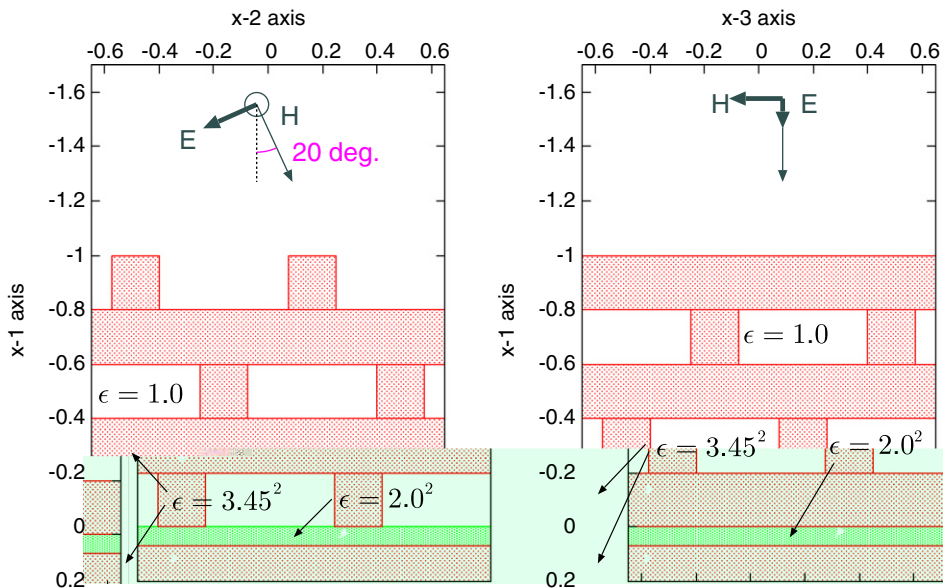 x-2 axis
-0.6 -0.4 -0.2 0 0.2 0.4 0.6
x-1 axis
-1.6
-1.4
-1.2
-1
-0.8
-0.6
-0.4
-0.2
0
0.2
E
H
20 deg.
ϵ = 1.0
ϵ = 3.45²
ϵ = 2.0²
x-3 axis
-0.6 -0.4 -0.2 0 0.2 0.4 0.6
x-1 axis
-1.6
-1.4
-1.2
-1
-0.8
-0.6
-0.4
-0.2
0
0.2
H
E
ϵ = 1.0
ϵ = 3.45²
ϵ = 2.0²